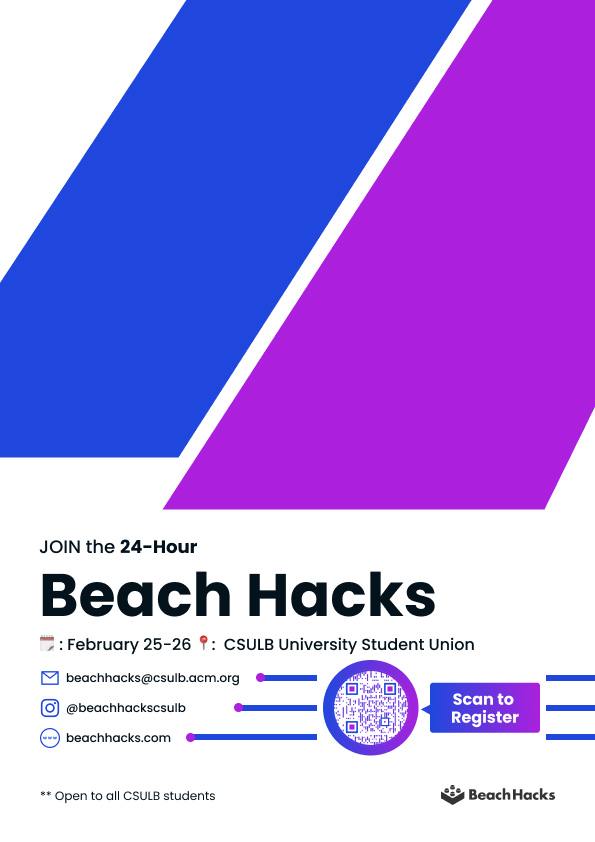 JOIN the 24-Hour
Beach Hacks
: February 25-26 : CSULB University Student Union
beachhacks@csulb.acm.org
@beachhackscsulb
www beachhacks.com
Scan to
Register
** Open to all CSULB students
BeachHacks